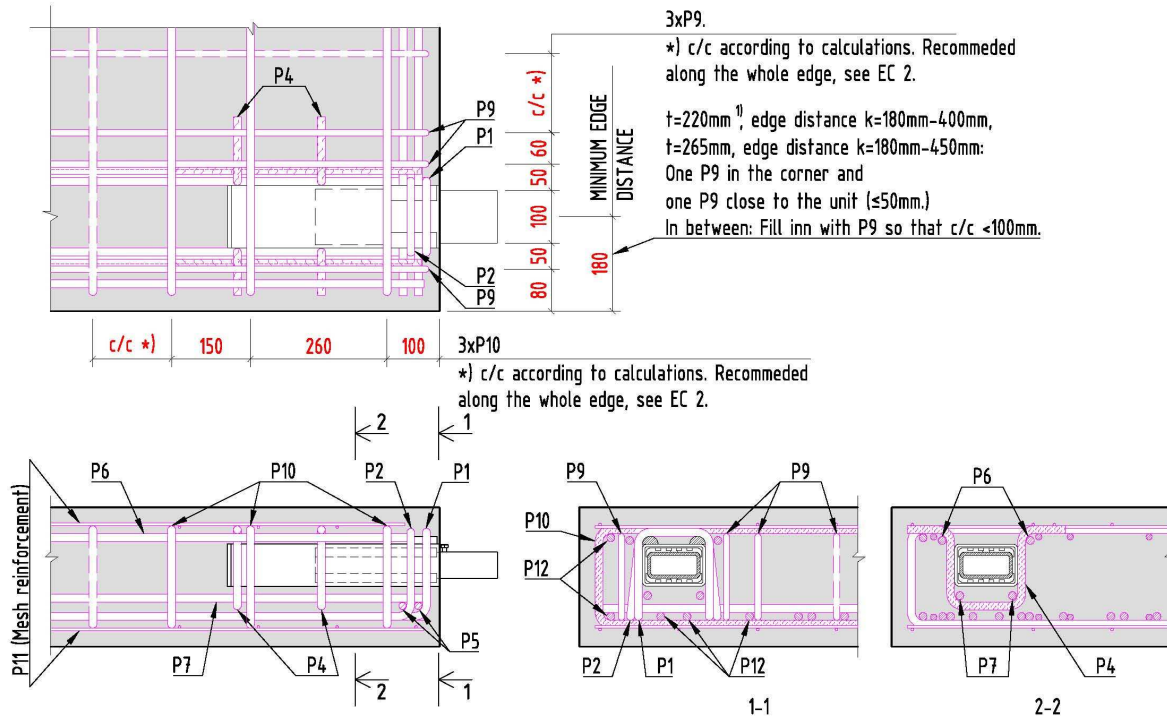 3xP9.
*) c/c according to calculations. Recommeded
along the whole edge, see EC 2.
t=220mm 1), edge distance k=180mm-400mm,
t=265mm, edge distance k=180mm-450mm:
One P9 in the corner and
one P9 close to the unit (≤50mm.)
In between: Fill inn with P9 so that c/c <100mm.
P4
P9
P1
P2
P9
c/c *)
60
50
100
50
80
MINIMUM EDGE
DISTANCE
180
c/c *)
150
260
100
3xP10
*) c/c according to calculations. Recommeded
along the whole edge, see EC 2.
2
1
P11 (Mesh reinforcement)
P6
P10
P2
P1
P7
P4
P5
2
1
P9
P9
P10
P12
P2
P1
P12
1-1
P6
P7
P4
2-2